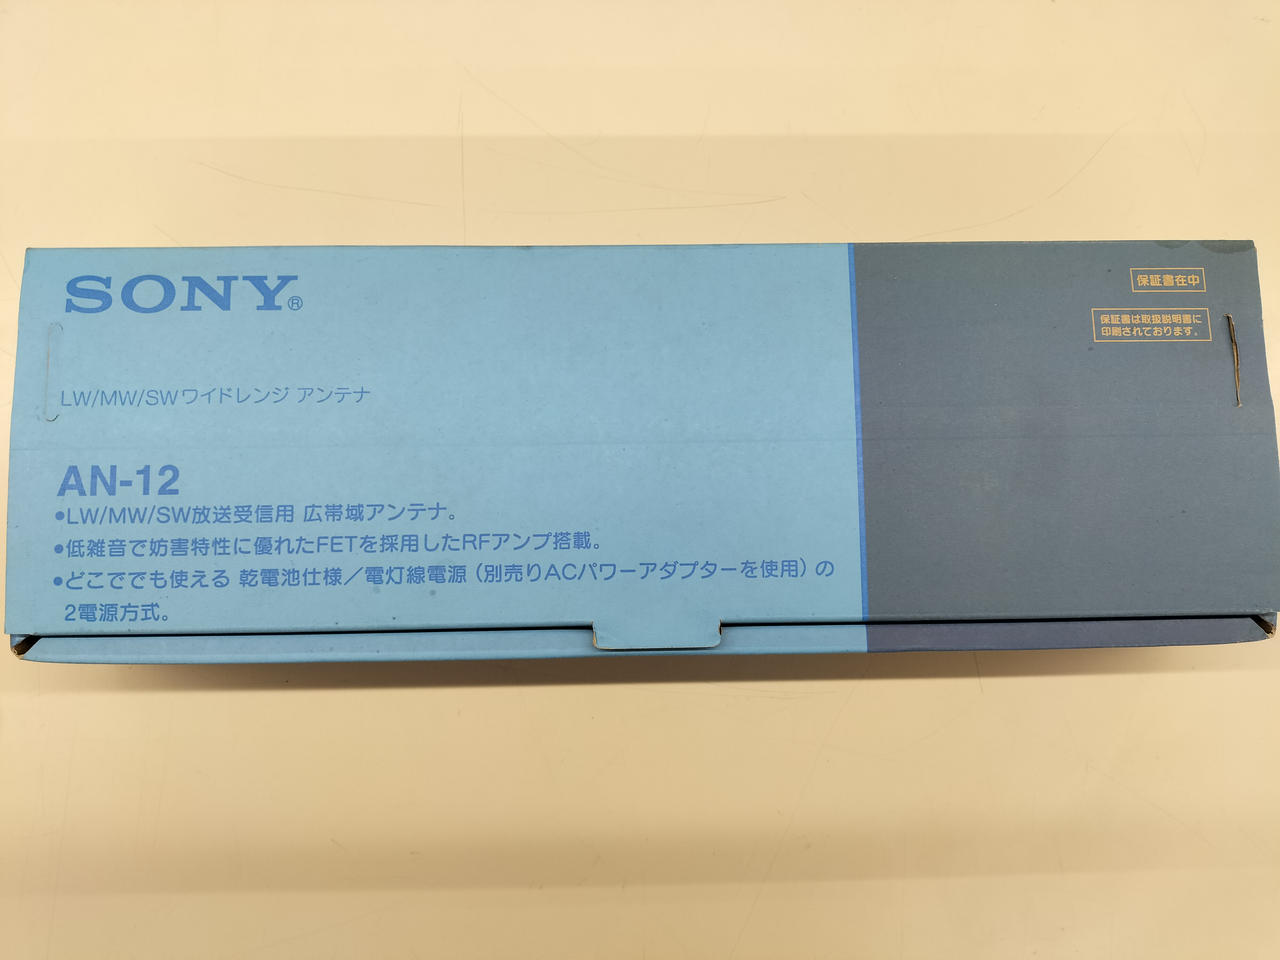 SONY®
LW/MW/SWワイドレンジ アンテナ
AN-12
•LW/MW/SW放送受信用 広帯域アンテナ。
•低雑音で妨害特性に優れたFETを採用したRFアンプ搭載。
•どこででも使える 乾電池仕様／電灯線電源（別売りACパワーアダプターを使用）の
2電源方式。
保証書在中
保証書は取扱説明書に
印刷されております。